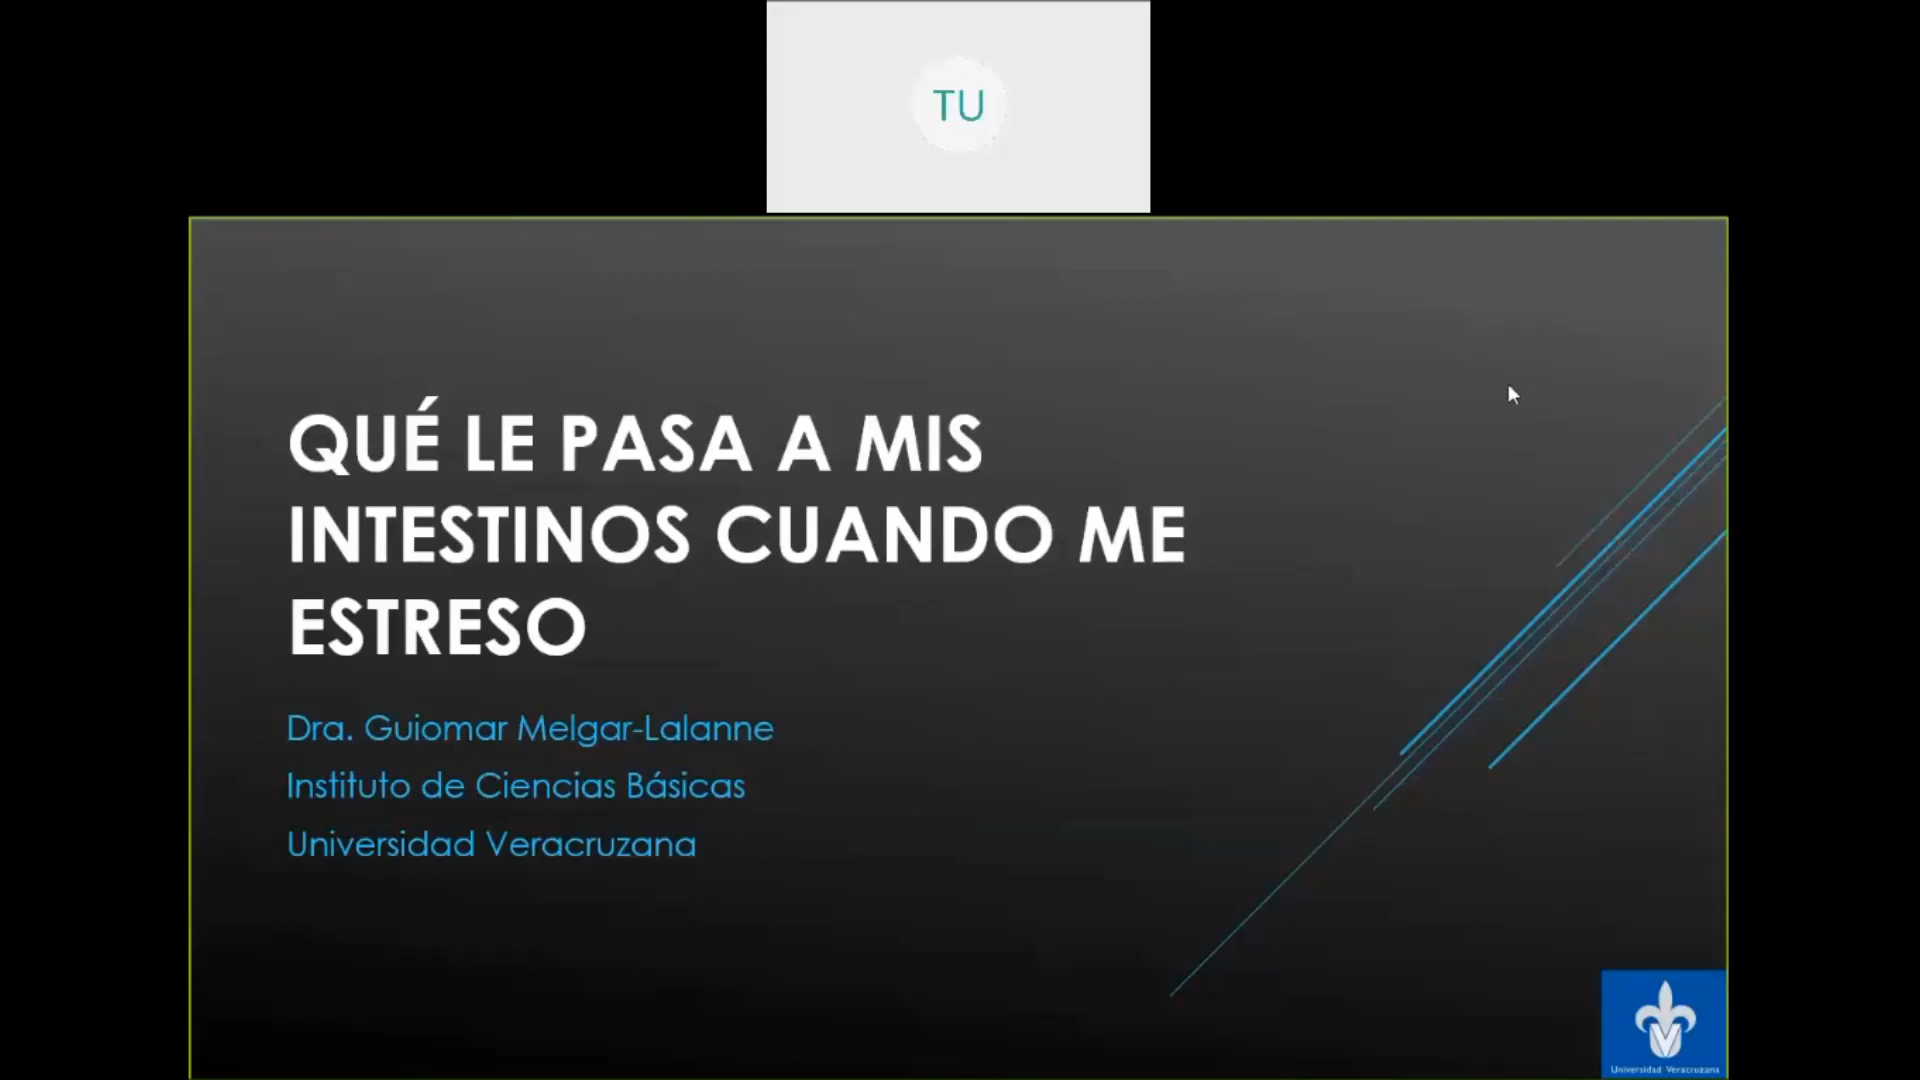 TU
QUÉ LE PASA A MIS
INTESTINOS CUANDO ME
ESTRESO
Dra. Guiomar Melgar-Lalanne
Instituto de Ciencias Básicas
Universidad Veracruzana
Universidad Veracruzana